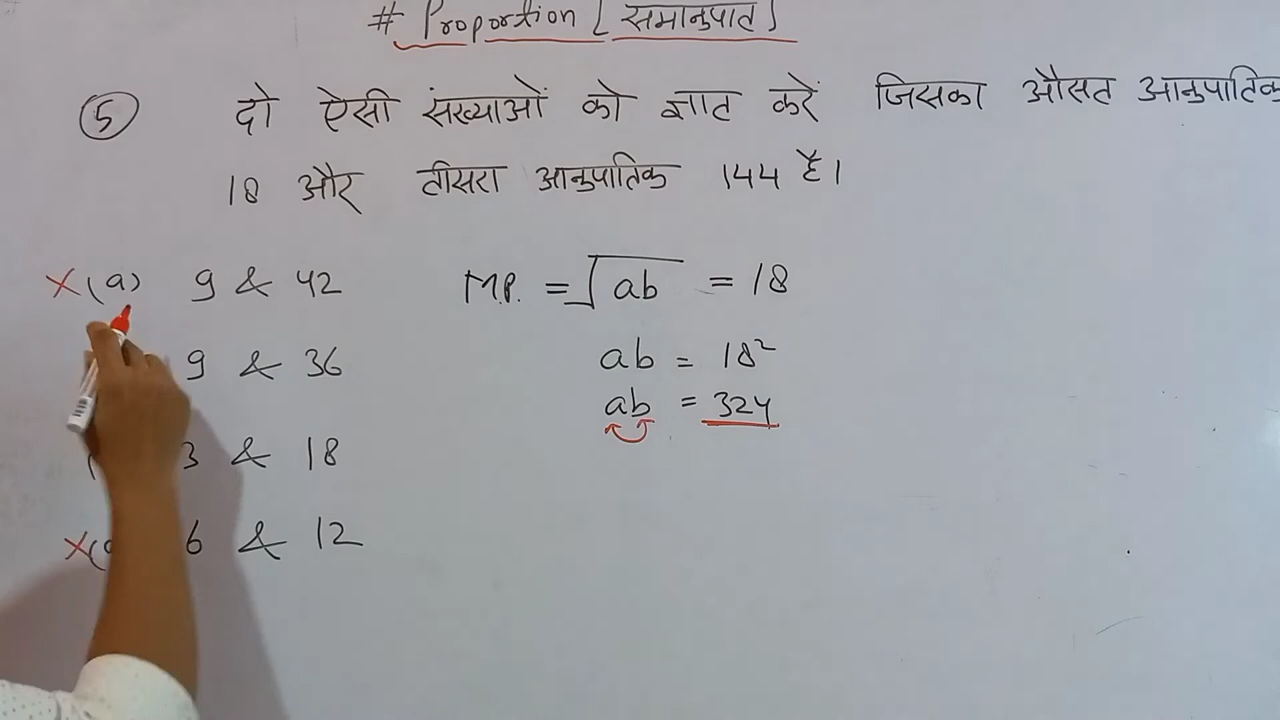 # Proportion [समानुपात]
(5) दो ऐसी संख्याओं को ज्ञात करें जिसका औसत आनुपातिक
18 और तीसरा आनुपातिक 144 है।
X (a) 9 & 42
9 & 36
( 3 & 18
X ( 6 & 12
M.P. = √ab = 18
ab = 18²
ab = 324